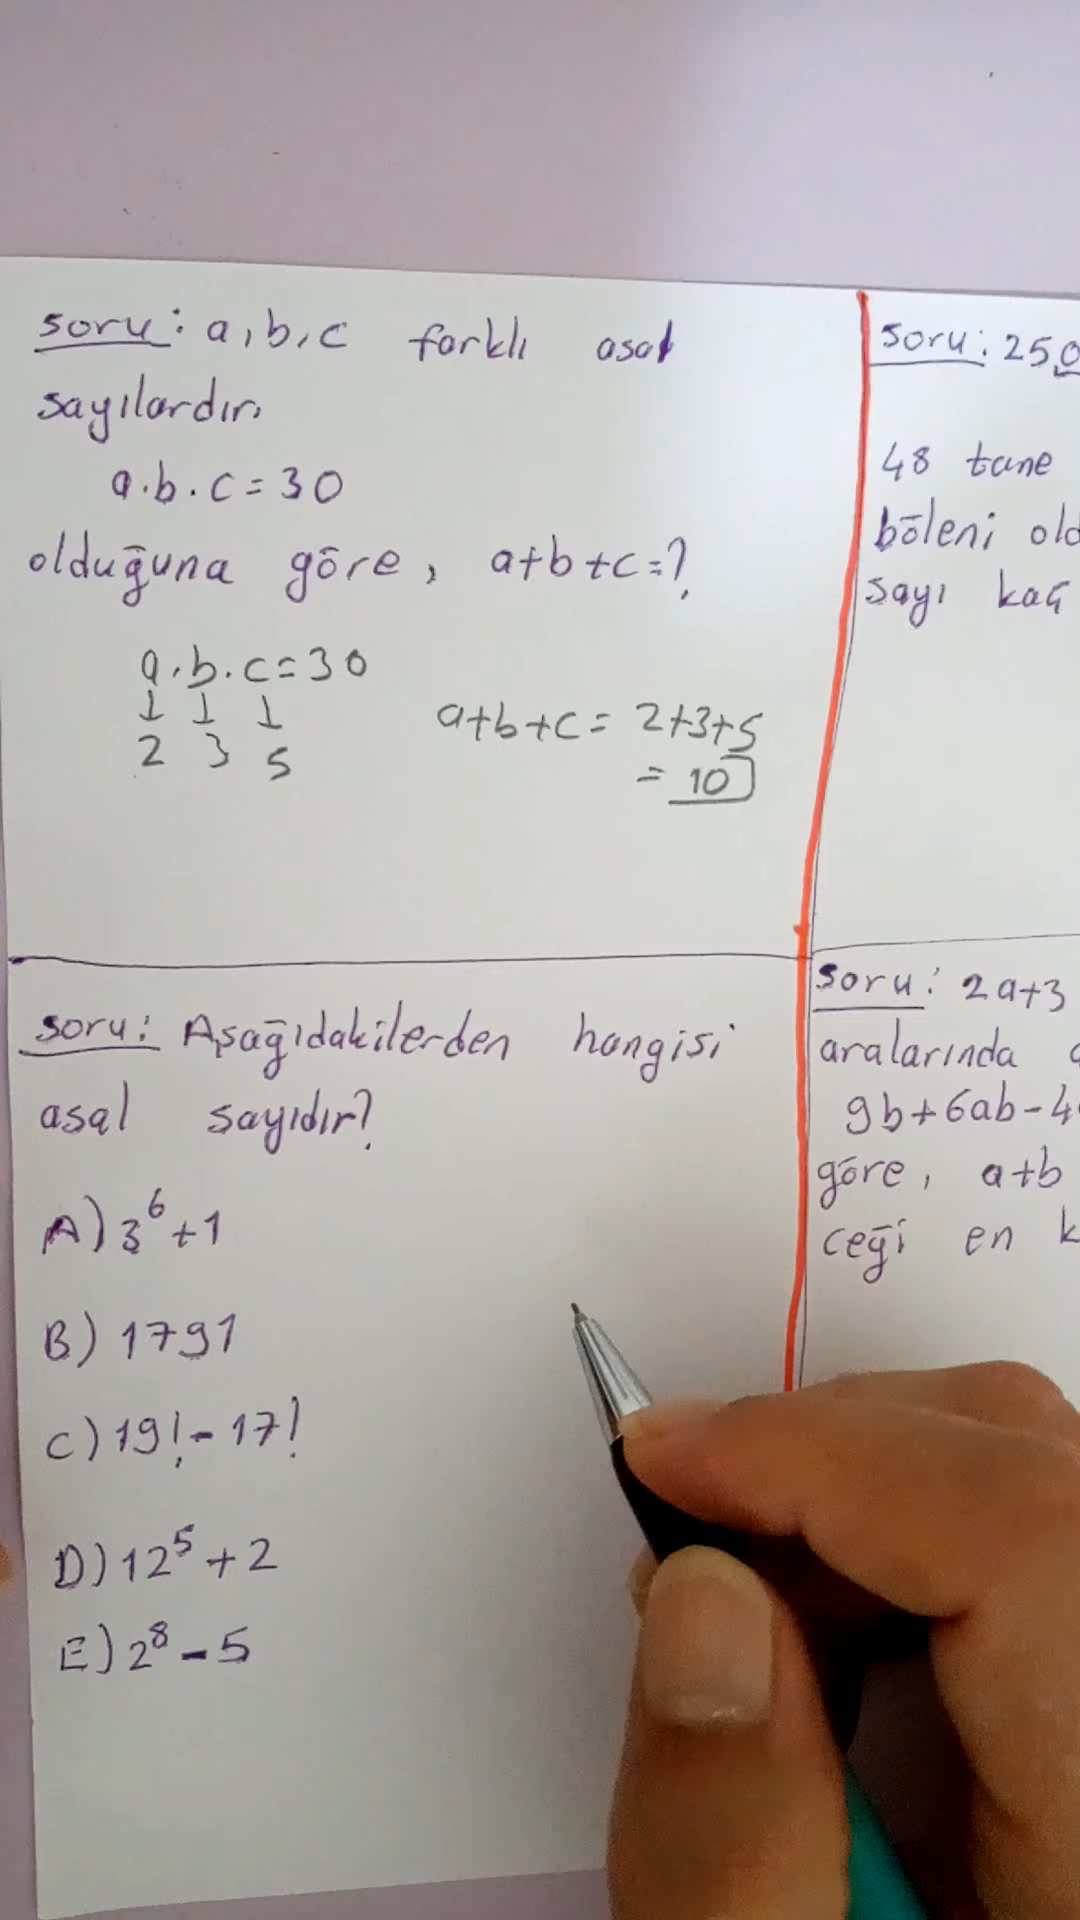 soru: a,b,c farklı asal
sayılardır.
a.b.c=30
olduğuna göre, a+b+c=?
a.b.c=30
↓ ↓ ↓
2 3 5
a+b+c= 2+3+5
= 10
soru: 250
48 tane
böleni old
sayı kaç
soru: Aşağıdakilerden hangisi
asal sayıdır?
A) 3⁶+1
B) 1791
C) 19!-17!
D) 12⁵+2
E) 2⁸-5
soru: 2a+3
aralarında
9b+6ab-4
göre, a+b
ceği en k